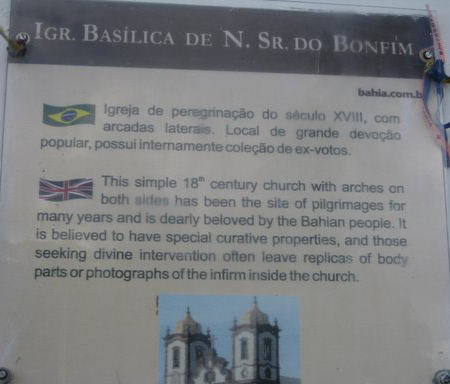 IGR. BASÍLICA DE N. SR. DO BONFIM
bahia.com.b
Igreja de peregrinação do século XVIII, com
arcadas laterais. Local de grande devoção
popular, possui internamente coleção de ex-votos.
This simple 18th century church with arches on
both sides has been the site of pilgrimages for
many years and is dearly beloved by the Bahian people. It
is believed to have special curative properties, and those
seeking divine intervention often leave replicas of body
parts or photographs of the infirm inside the church.